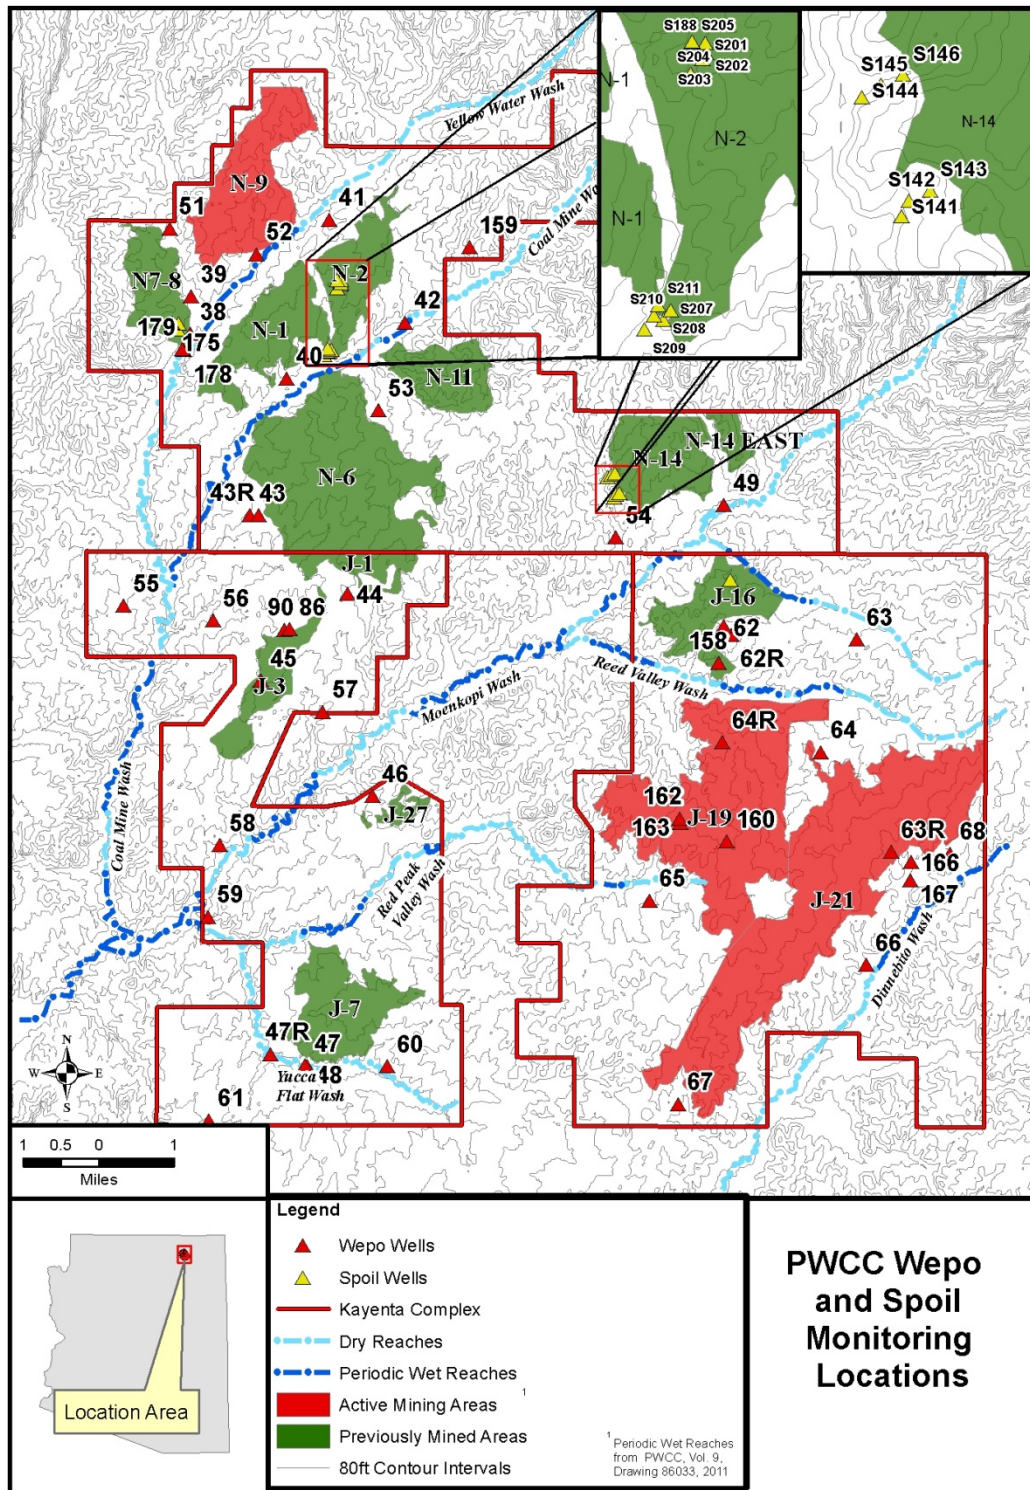 S188 S205
S204 S201
S202
S203
N-1
N-2
N-1
S211
S210 S207
S208
S209
S146
S145
S144
N-14
S143
S142
S141
Yellow Water Wash
N-9
51
41
52
159
Coal Mine Wa
39
N7-8
N-2
38
42
179
N-1
175
40
178
N-11
53
N-14 EAST
N-14
N-6
49
43R 43
54
J-1
55
44
56
90 86
J-16
63
62
158
45
62R
J-3
Reed Valley Wash
57
Moenkopi Wash
64R
64
46
J-27
162
J-19 160
163
63R 68
Coal Mine Wash
58
166
65
167
59
Red Peak
Valley Wash
J-21
66
Dinnebito Wash
J-7
47R 47
60
48
Yucca
Flat Wash
67
61
N
W E
S
1 0.5 0 1
Miles
Legend
Wepo Wells
Spoil Wells
Kayenta Complex
Dry Reaches
Periodic Wet Reaches
Active Mining Areas 1
Previously Mined Areas
80ft Contour Intervals
1 Periodic Wet Reaches
from PWCC, Vol. 9,
Drawing 86033, 2011
Location Area
PWCC Wepo
and Spoil
Monitoring
Locations